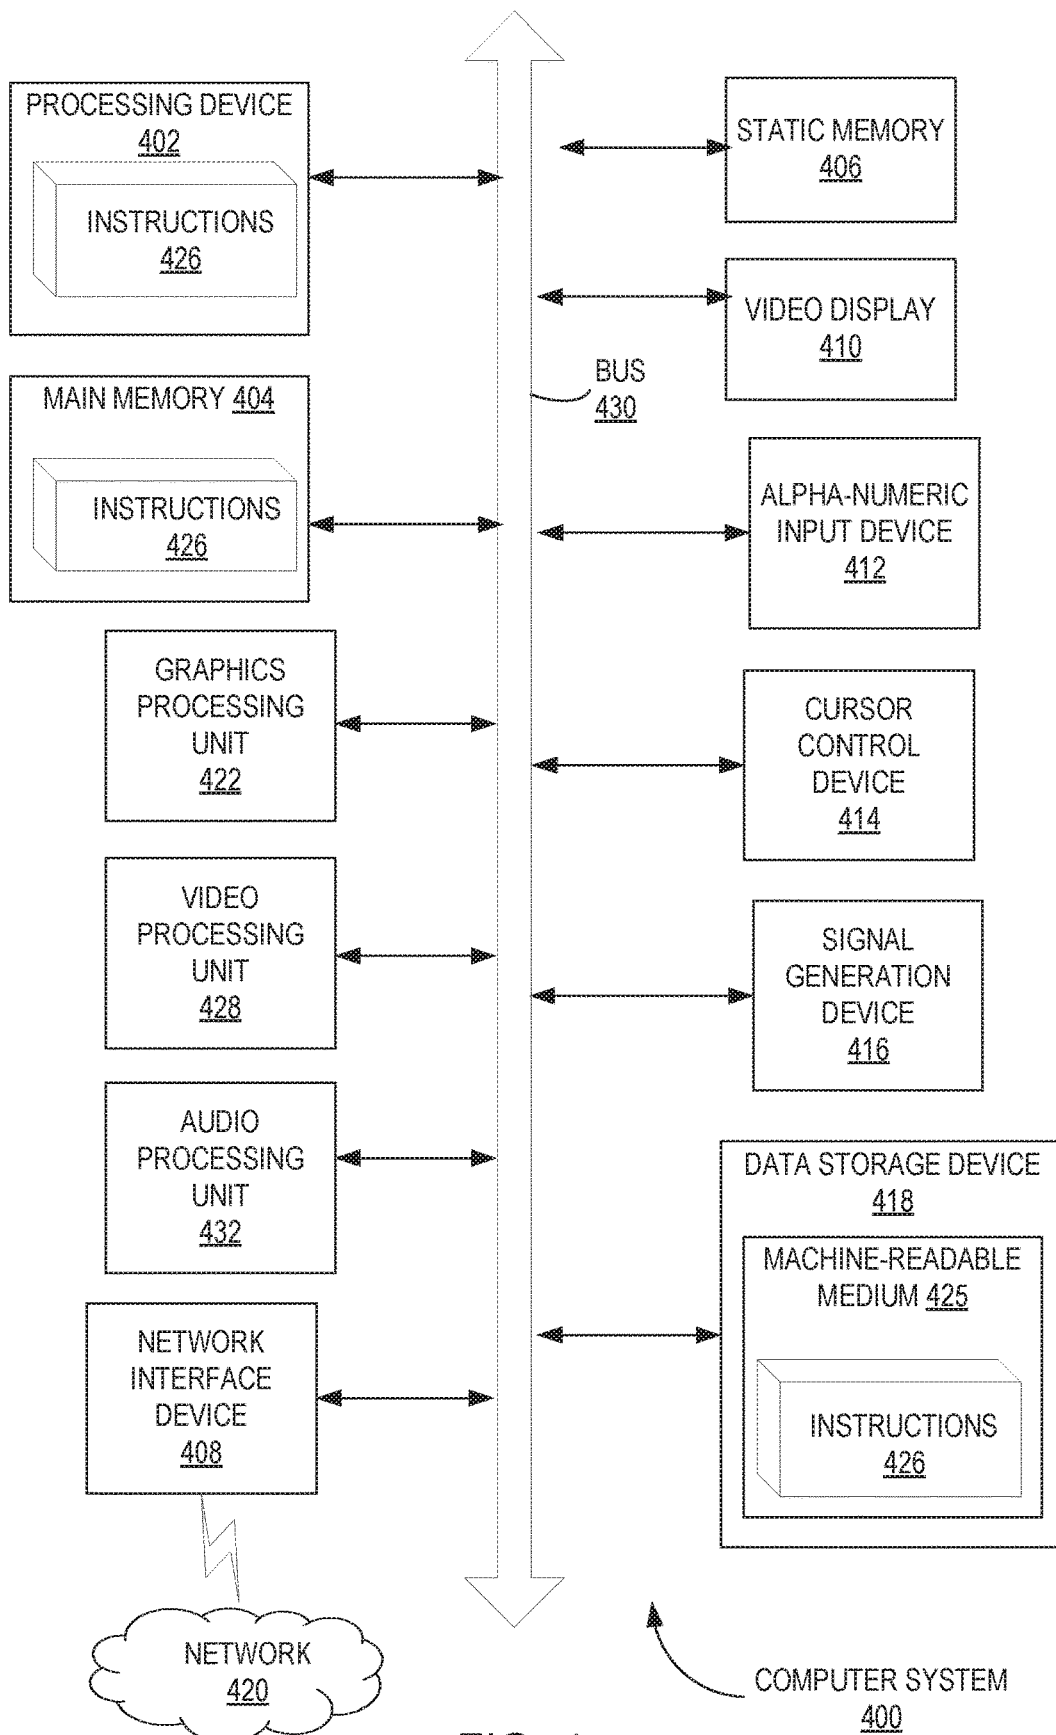 PROCESSING DEVICE
402
INSTRUCTIONS
426
STATIC MEMORY
406
VIDEO DISPLAY
410
BUS
430
MAIN MEMORY 404
INSTRUCTIONS
426
ALPHA-NUMERIC
INPUT DEVICE
412
GRAPHICS
PROCESSING
UNIT
422
CURSOR
CONTROL
DEVICE
414
VIDEO
PROCESSING
UNIT
428
SIGNAL
GENERATION
DEVICE
416
AUDIO
PROCESSING
UNIT
432
DATA STORAGE DEVICE
418
MACHINE-READABLE
MEDIUM 425
INSTRUCTIONS
426
NETWORK
INTERFACE
DEVICE
408
NETWORK
420
COMPUTER SYSTEM
400